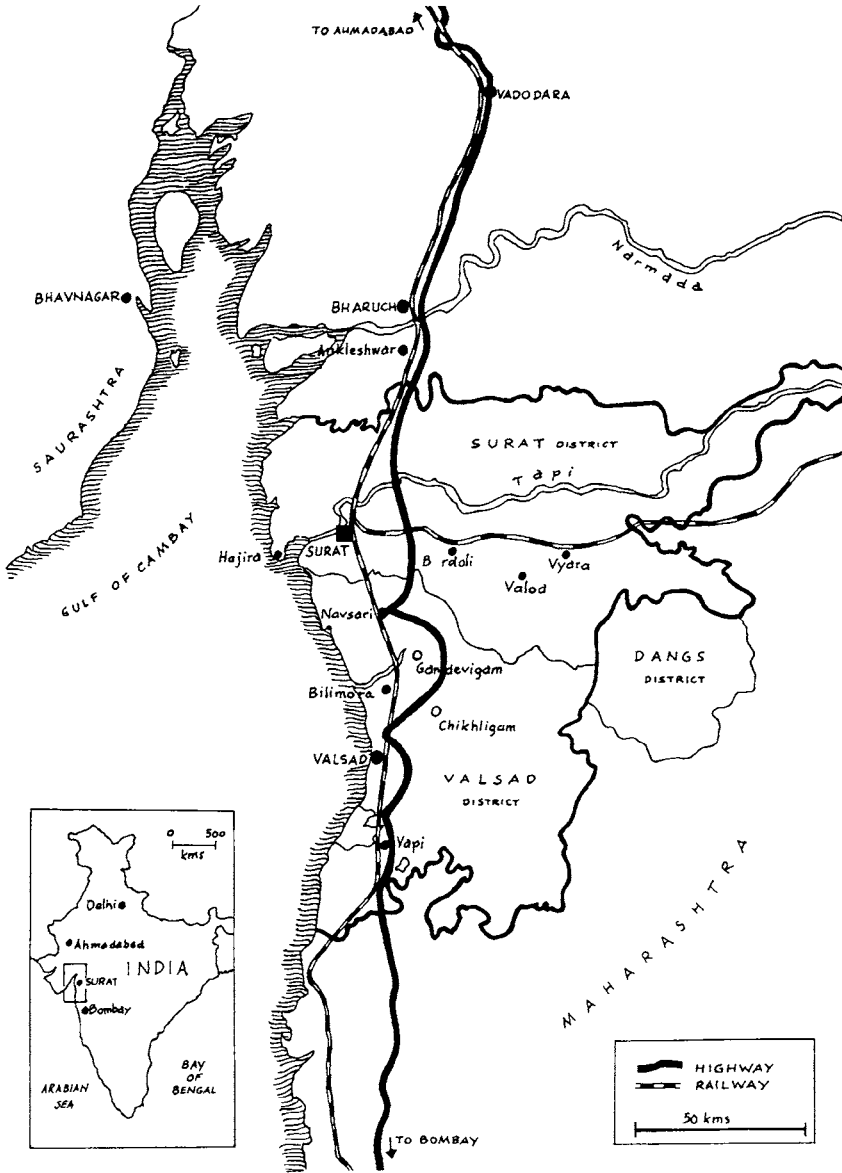 TO AHMADABAD
VADODARA
Narmada
BHAVNAGAR
BHARUCH
Ankleshwar
SAURASHTRA
SURAT DISTRICT
Tapi
GULF OF CAMBAY
Hajira
SURAT
B rdoli
Vyara
Valod
Navsari
Gandevigam
DANGS
DISTRICT
Bilimora
Chikhligam
VALSAD
VALSAD
DISTRICT
Vapi
MAHARASHTRA
0 500
kms
Delhi
Ahmadabad
INDIA
SURAT
Bombay
ARABIAN
SEA
BAY
OF
BENGAL
HIGHWAY
RAILWAY
50 kms
TO BOMBAY